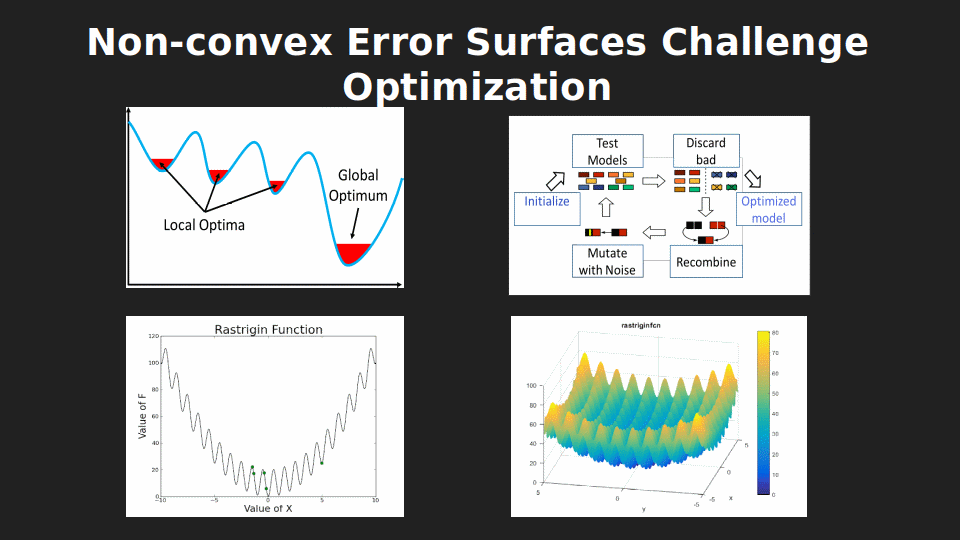 Non-convex Error Surfaces Challenge
Optimization
Global
Optimum
Local Optima
Test
Models
Discard
bad
Initialize
Optimized
model
Mutate
with Noise
Recombine
Rastrigin Function
Value of F
120
100
80
60
40
20
0
−10
−5
0
5
10
Value of X
rastriginfcn
100
80
60
40
20
0
5
0
-5
y
-5
0
5
x
80
70
60
50
40
30
20
10
0